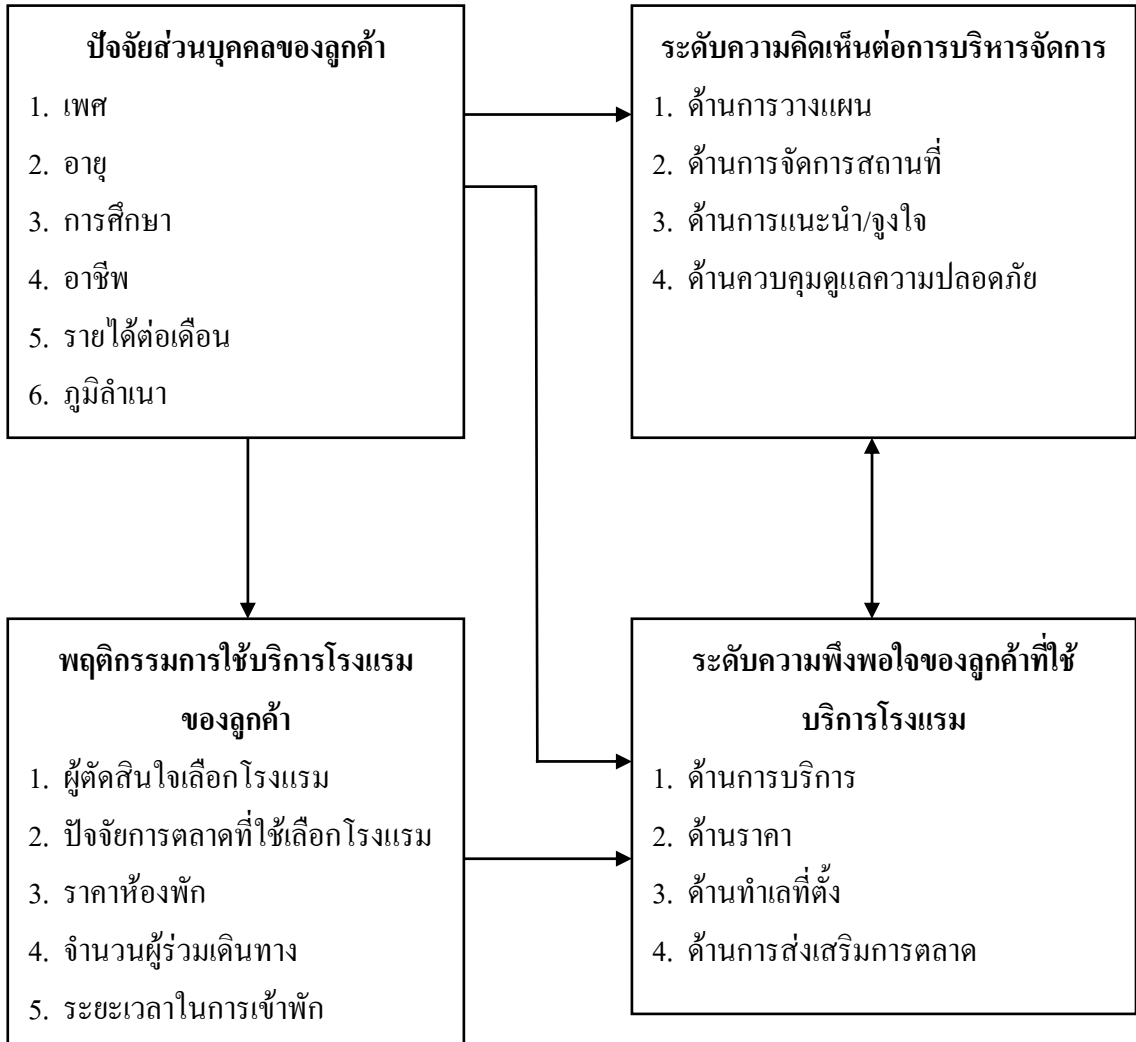 ปัจจัยส่วนบุคคลของลูกค้า
1. เพศ
2. อายุ
3. การศึกษา
4. อาชีพ
5. รายได้ต่อเดือน
6. ภูมิลำเนา
ระดับความคิดเห็นต่อการบริหารจัดการ
1. ด้านการวางแผน
2. ด้านการจัดการสถานที่
3. ด้านการแนะนำ/จูงใจ
4. ด้านควบคุมดูแลความปลอดภัย
พฤติกรรมการใช้บริการโรงแรม
ของลูกค้า
1. ผู้ตัดสินใจเลือกโรงแรม
2. ปัจจัยการตลาดที่ใช้เลือกโรงแรม
3. ราคาห้องพัก
4. จำนวนผู้ร่วมเดินทาง
5. ระยะเวลาในการเข้าพัก
ระดับความพึงพอใจของลูกค้าที่ใช้
บริการโรงแรม
1. ด้านการบริการ
2. ด้านราคา
3. ด้านทำเลที่ตั้ง
4. ด้านการส่งเสริมการตลาด